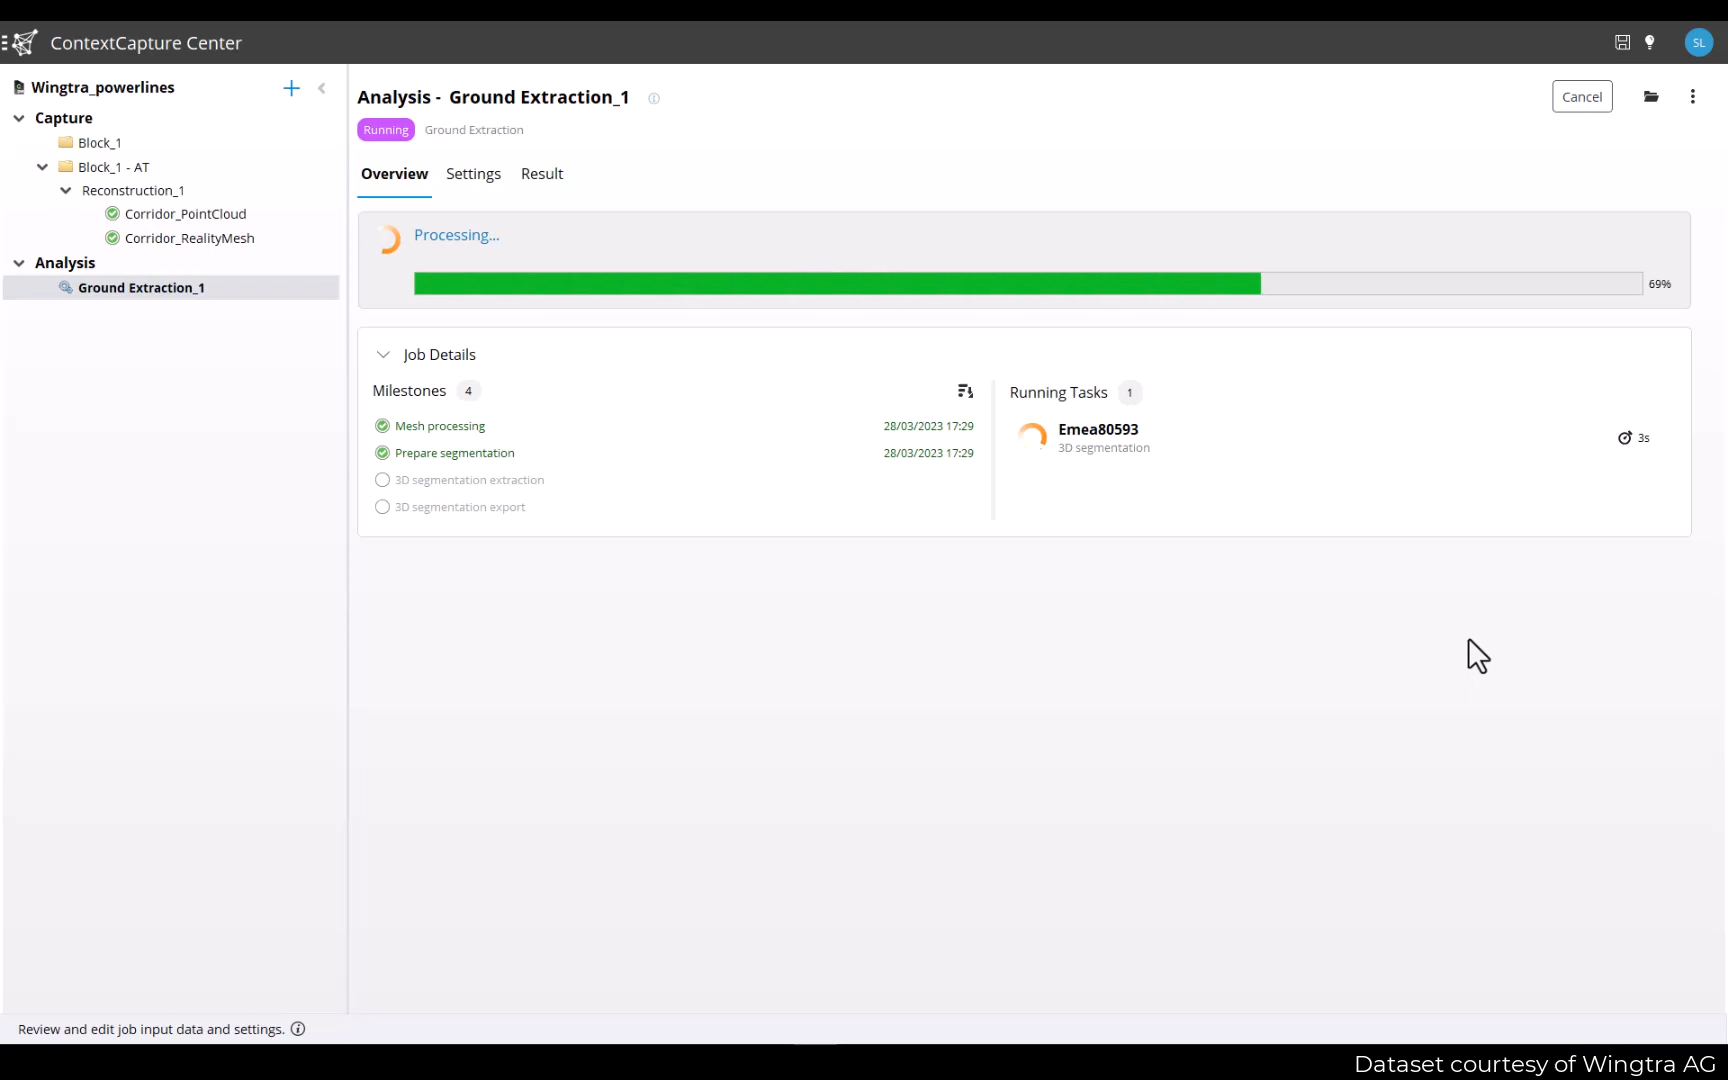 ContextCapture Center
SL
Wingtra_powerlines
Capture
Block_1
Block_1 - AT
Reconstruction_1
Corridor_PointCloud
Corridor_RealityMesh
Analysis
Ground Extraction_1
Analysis - Ground Extraction_1
Cancel
Running Ground Extraction
Overview Settings Result
Processing...
69%
Job Details
Milestones 4
Mesh processing 28/03/2023 17:29
Prepare segmentation 28/03/2023 17:29
3D segmentation extraction
3D segmentation export
Running Tasks 1
Emea80593
3D segmentation
3s
Review and edit job input data and settings.
Dataset courtesy of Wingtra AG